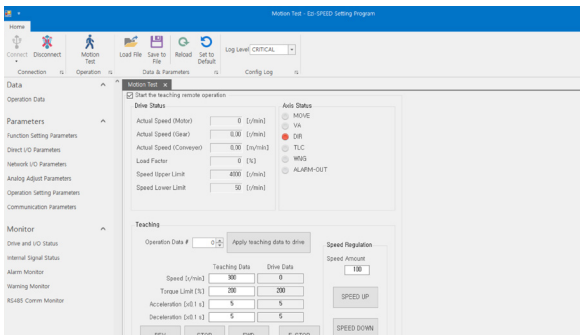 Motion Test - Ezi-SPEED Setting Program
Home
Connect
Disconnect
Motion Test
Load File
Save to File
Reload
Set to Default
Log Level, CRITICAL
Connection
Operation
Data & Parameters
Config Log
Data
Operation Data
Parameters
Function Setting Parameters
Direct I/O Parameters
Network I/O Parameters
Analog Adjust Parameters
Operation Setting Parameters
Communication Parameters
Monitor
Drive and I/O Status
Internal Signal Status
Alarm Monitor
Warning Monitor
RS485 Comm Monitor
Motion Test ×
Start the teaching remote operation
Drive Status
Actual Speed (Motor) 0 [r/min]
Actual Speed (Gear) 0,00 [r/min]
Actual Speed (Conveyer) 0,00 [m/min]
Load Factor 0 [%]
Speed Upper Limit 4000 [r/min]
Speed Lower Limit 50 [r/min]
Axis Status
MOVE
VA
DIR
TLC
WNG
ALARM-OUT
Teaching
Operation Data # 0 Apply teaching data to drive
Teaching Data Drive Data
Speed [r/min] 300 0
Torque Limit [%] 200 200
Acceleration [x0,1 s] 5 5
Deceleration [x0,1 s] 5 5
REV STOP FWD E-STOP
Speed Regulation
Speed Amount
100
SPEED UP
SPEED DOWN